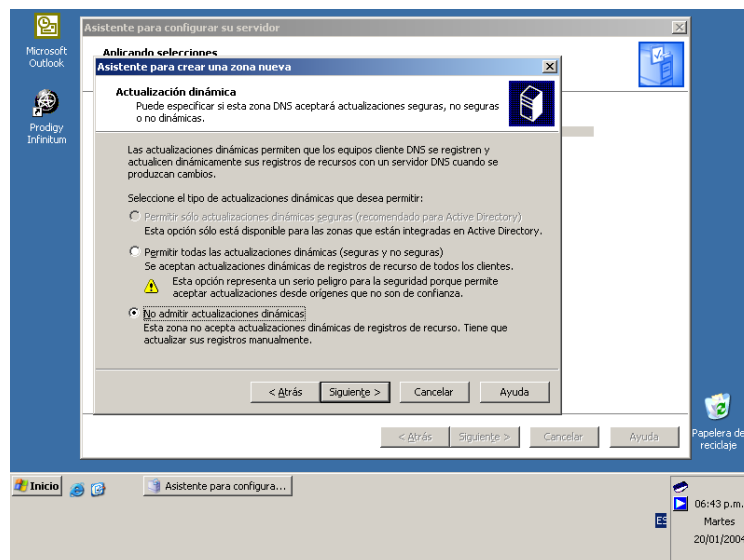 Asistente para configurar su servidor
Microsoft
Outlook
Aplicando selecciones
Asistente para crear una zona nueva
Actualización dinámica
Puede especificar si esta zona DNS aceptará actualizaciones seguras, no seguras
o no dinámicas.
Prodigy
Infinitum
Las actualizaciones dinámicas permiten que los equipos cliente DNS se registren y
actualicen dinámicamente sus registros de recursos con un servidor DNS cuando se
produzcan cambios.
Seleccione el tipo de actualizaciones dinámicas que desea permitir:
Permitir sólo actualizaciones dinámicas seguras (recomendado para Active Directory)
Esta opción sólo está disponible para las zonas que están integradas en Active Directory.
Permitir todas las actualizaciones dinámicas (seguras y no seguras)
Se aceptan actualizaciones dinámicas de registros de recurso de todos los clientes.
Esta opción representa un serio peligro para la seguridad porque permite
aceptar actualizaciones desde orígenes que no son de confianza.
No admitir actualizaciones dinámicas
Esta zona no acepta actualizaciones dinámicas de registros de recurso. Tiene que
actualizar sus registros manualmente.
< Atrás Siguiente > Cancelar Ayuda
< Atrás Siguiente > Cancelar Ayuda
Papelera de
reciclaje
Inicio
Asistente para configura...
ES
06:43 p.m.
Martes
20/01/2004